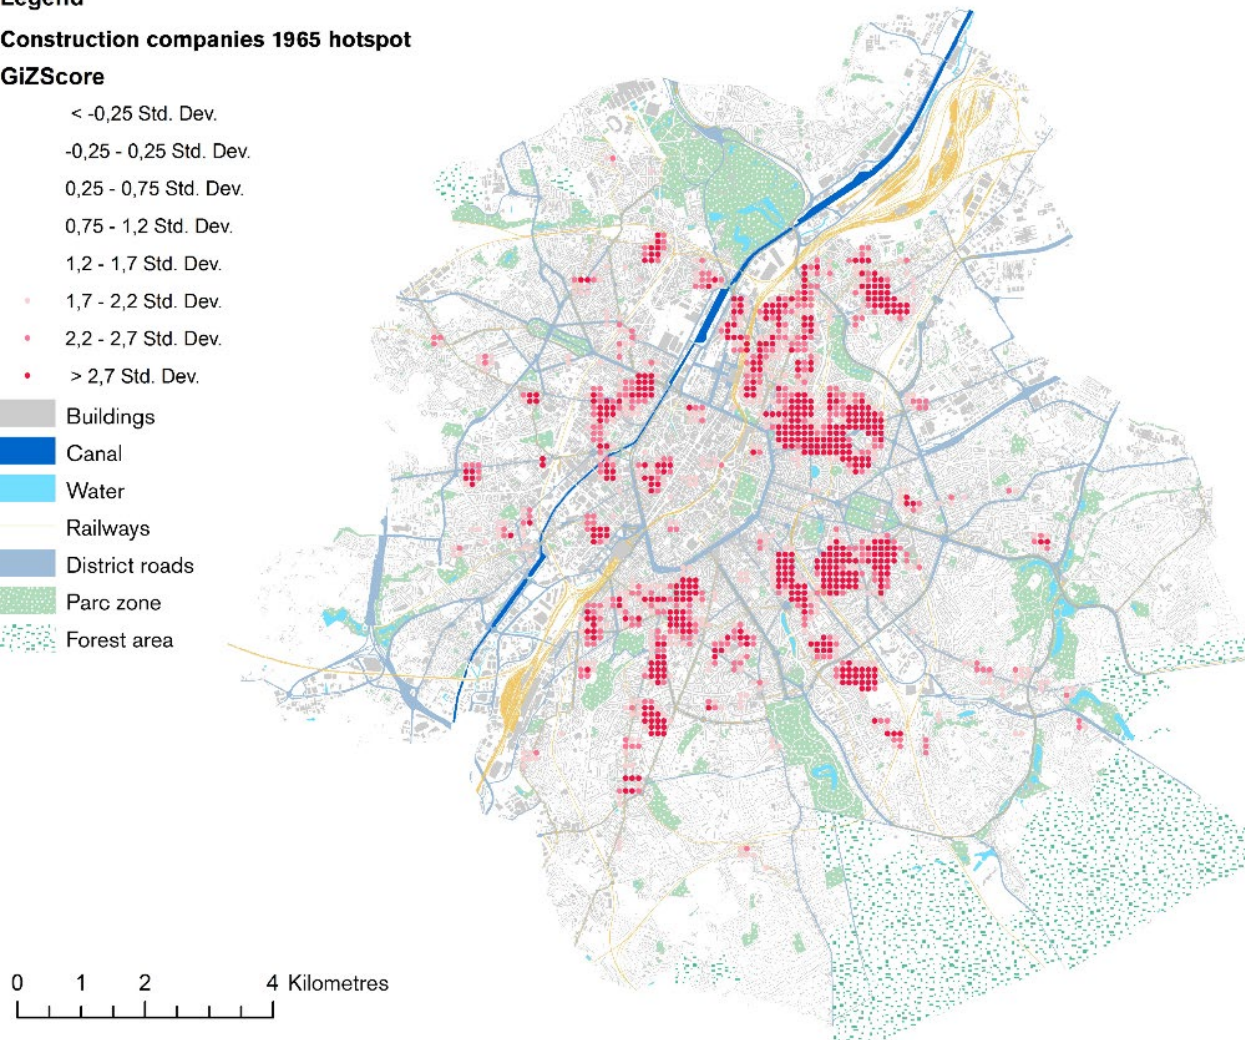 Legend
Construction companies 1965 hotspot
GiZScore
< -0,25 Std. Dev.
-0,25 - 0,25 Std. Dev.
0,25 - 0,75 Std. Dev.
0,75 - 1,2 Std. Dev.
1,2 - 1,7 Std. Dev.
1,7 - 2,2 Std. Dev.
2,2 - 2,7 Std. Dev.
> 2,7 Std. Dev.
Buildings
Canal
Water
Railways
District roads
Parc zone
Forest area
0 1 2 4 Kilometres